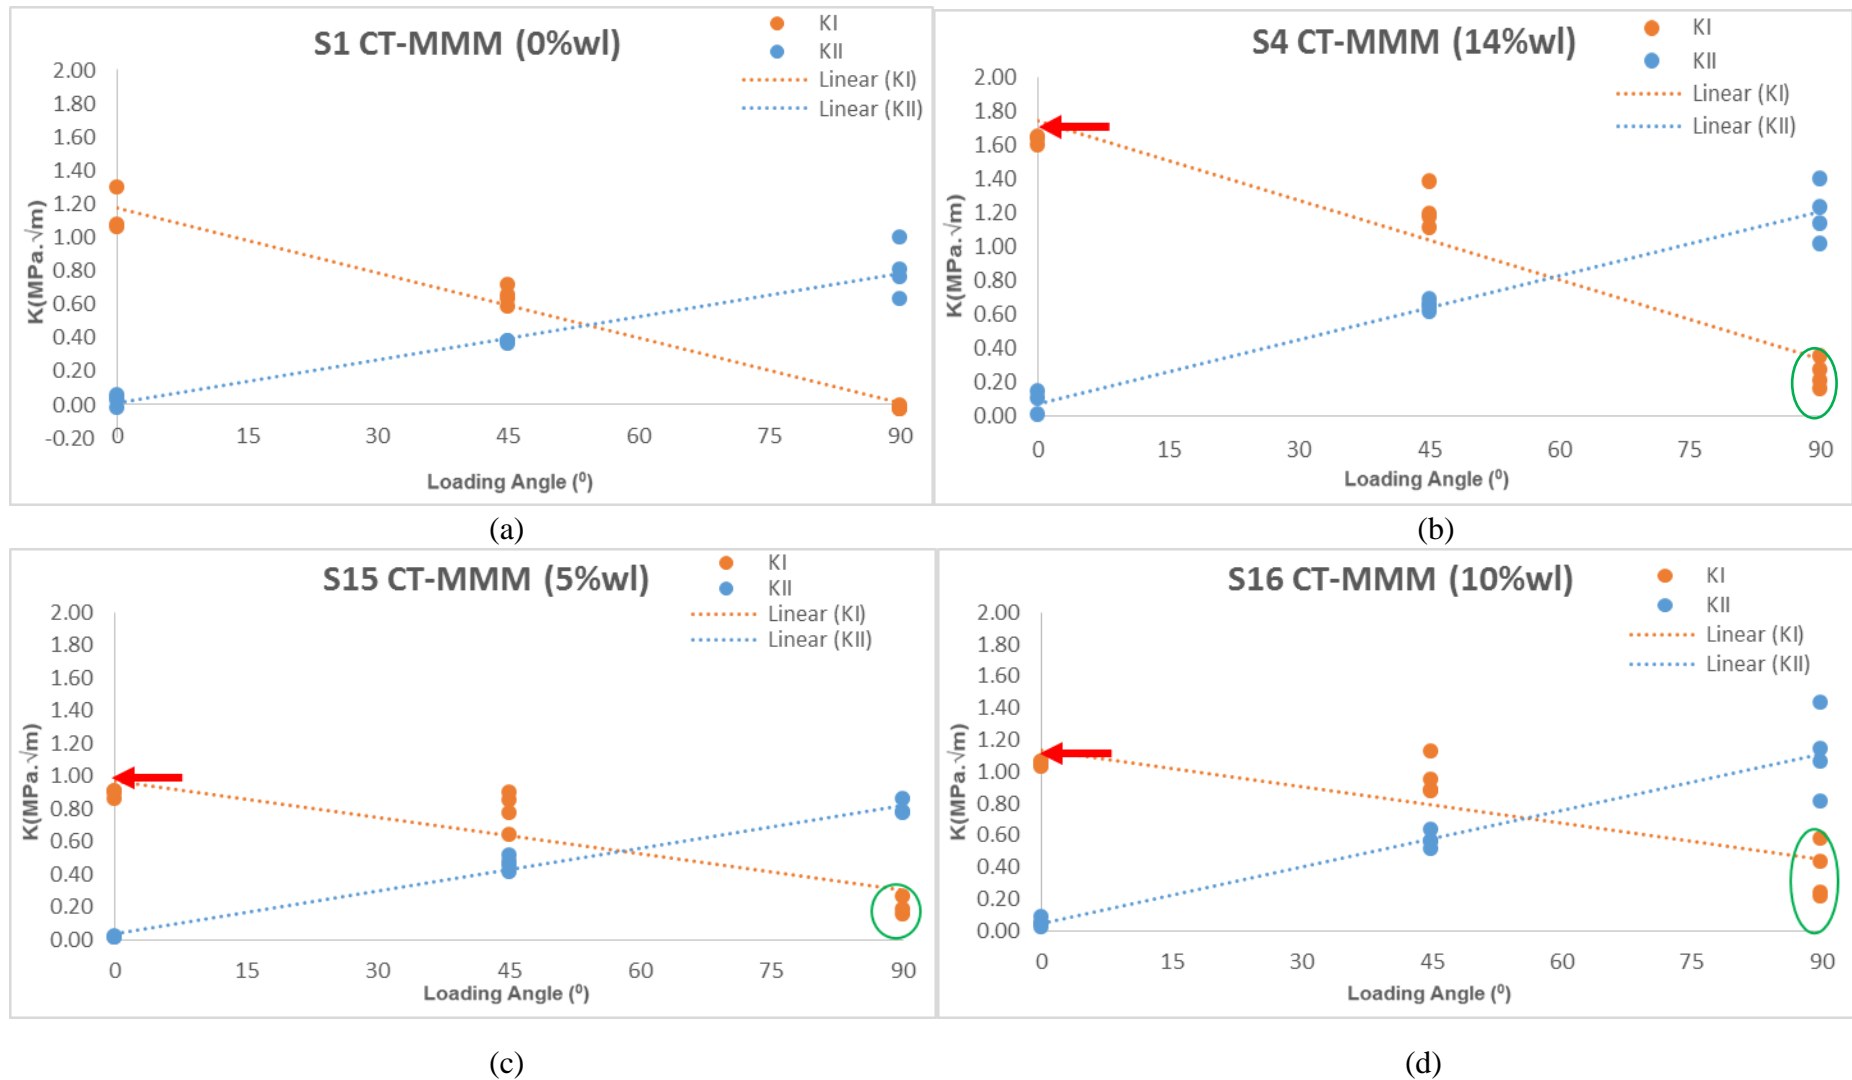 S1 CT-MMM (0%wl)
KI
KII
Linear (KI)
Linear (KII)
2.00
1.80
1.60
1.40
1.20
1.00
0.80
0.60
0.40
0.20
0.00
-0.20
K(MPa.√m)
0 15 30 45 60 75 90
Loading Angle (⁰)
(a)
S4 CT-MMM (14%wl)
KI
KII
Linear (KI)
Linear (KII)
2.00
1.80
1.60
1.40
1.20
1.00
0.80
0.60
0.40
0.20
0.00
K(MPa.√m)
0 15 30 45 60 75 90
Loading Angle (⁰)
(b)
S15 CT-MMM (5%wl)
KI
KII
Linear (KI)
Linear (KII)
2.00
1.80
1.60
1.40
1.20
1.00
0.80
0.60
0.40
0.20
0.00
K(MPa.√m)
0 15 30 45 60 75 90
Loading Angle (⁰)
(c)
S16 CT-MMM (10%wl)
KI
KII
Linear (KI)
Linear (KII)
2.00
1.80
1.60
1.40
1.20
1.00
0.80
0.60
0.40
0.20
0.00
K(MPa.√m)
0 15 30 45 60 75 90
Loading Angle (⁰)
(d)